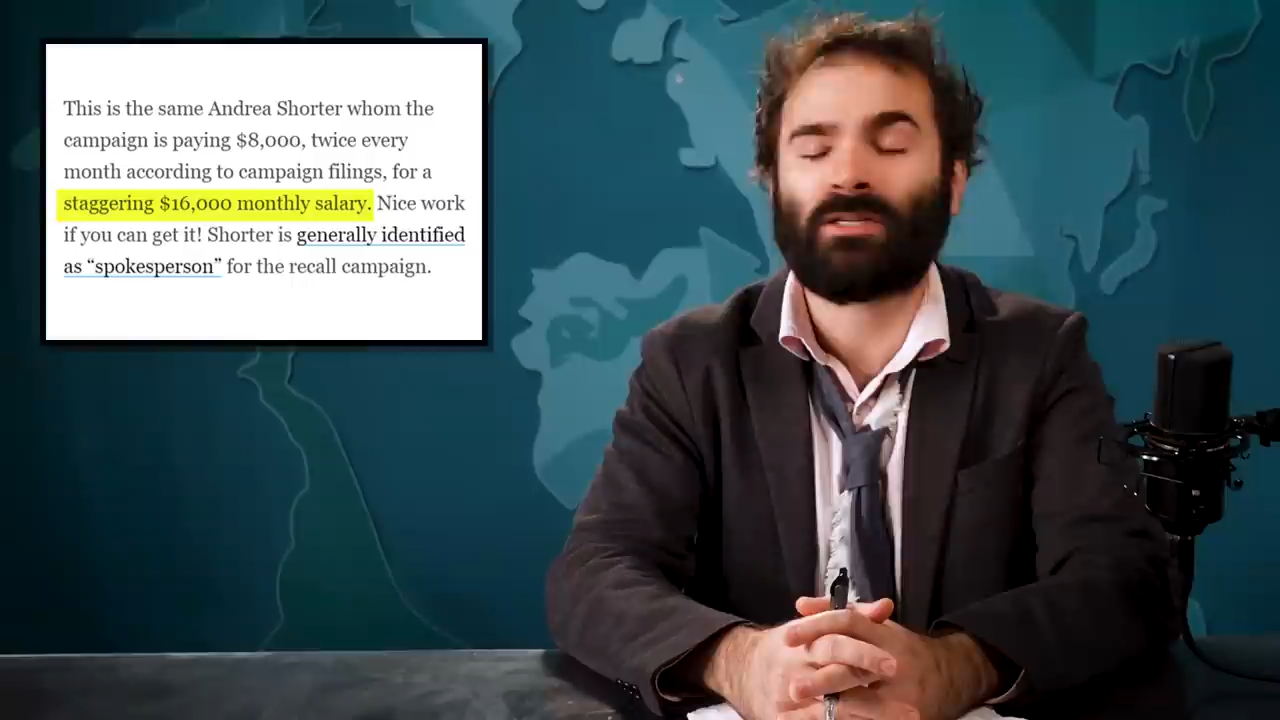 This is the same Andrea Shorter whom the
campaign is paying $8,000, twice every
month according to campaign filings, for a
staggering $16,000 monthly salary. Nice work
if you can get it! Shorter is generally identified
as “spokesperson” for the recall campaign.